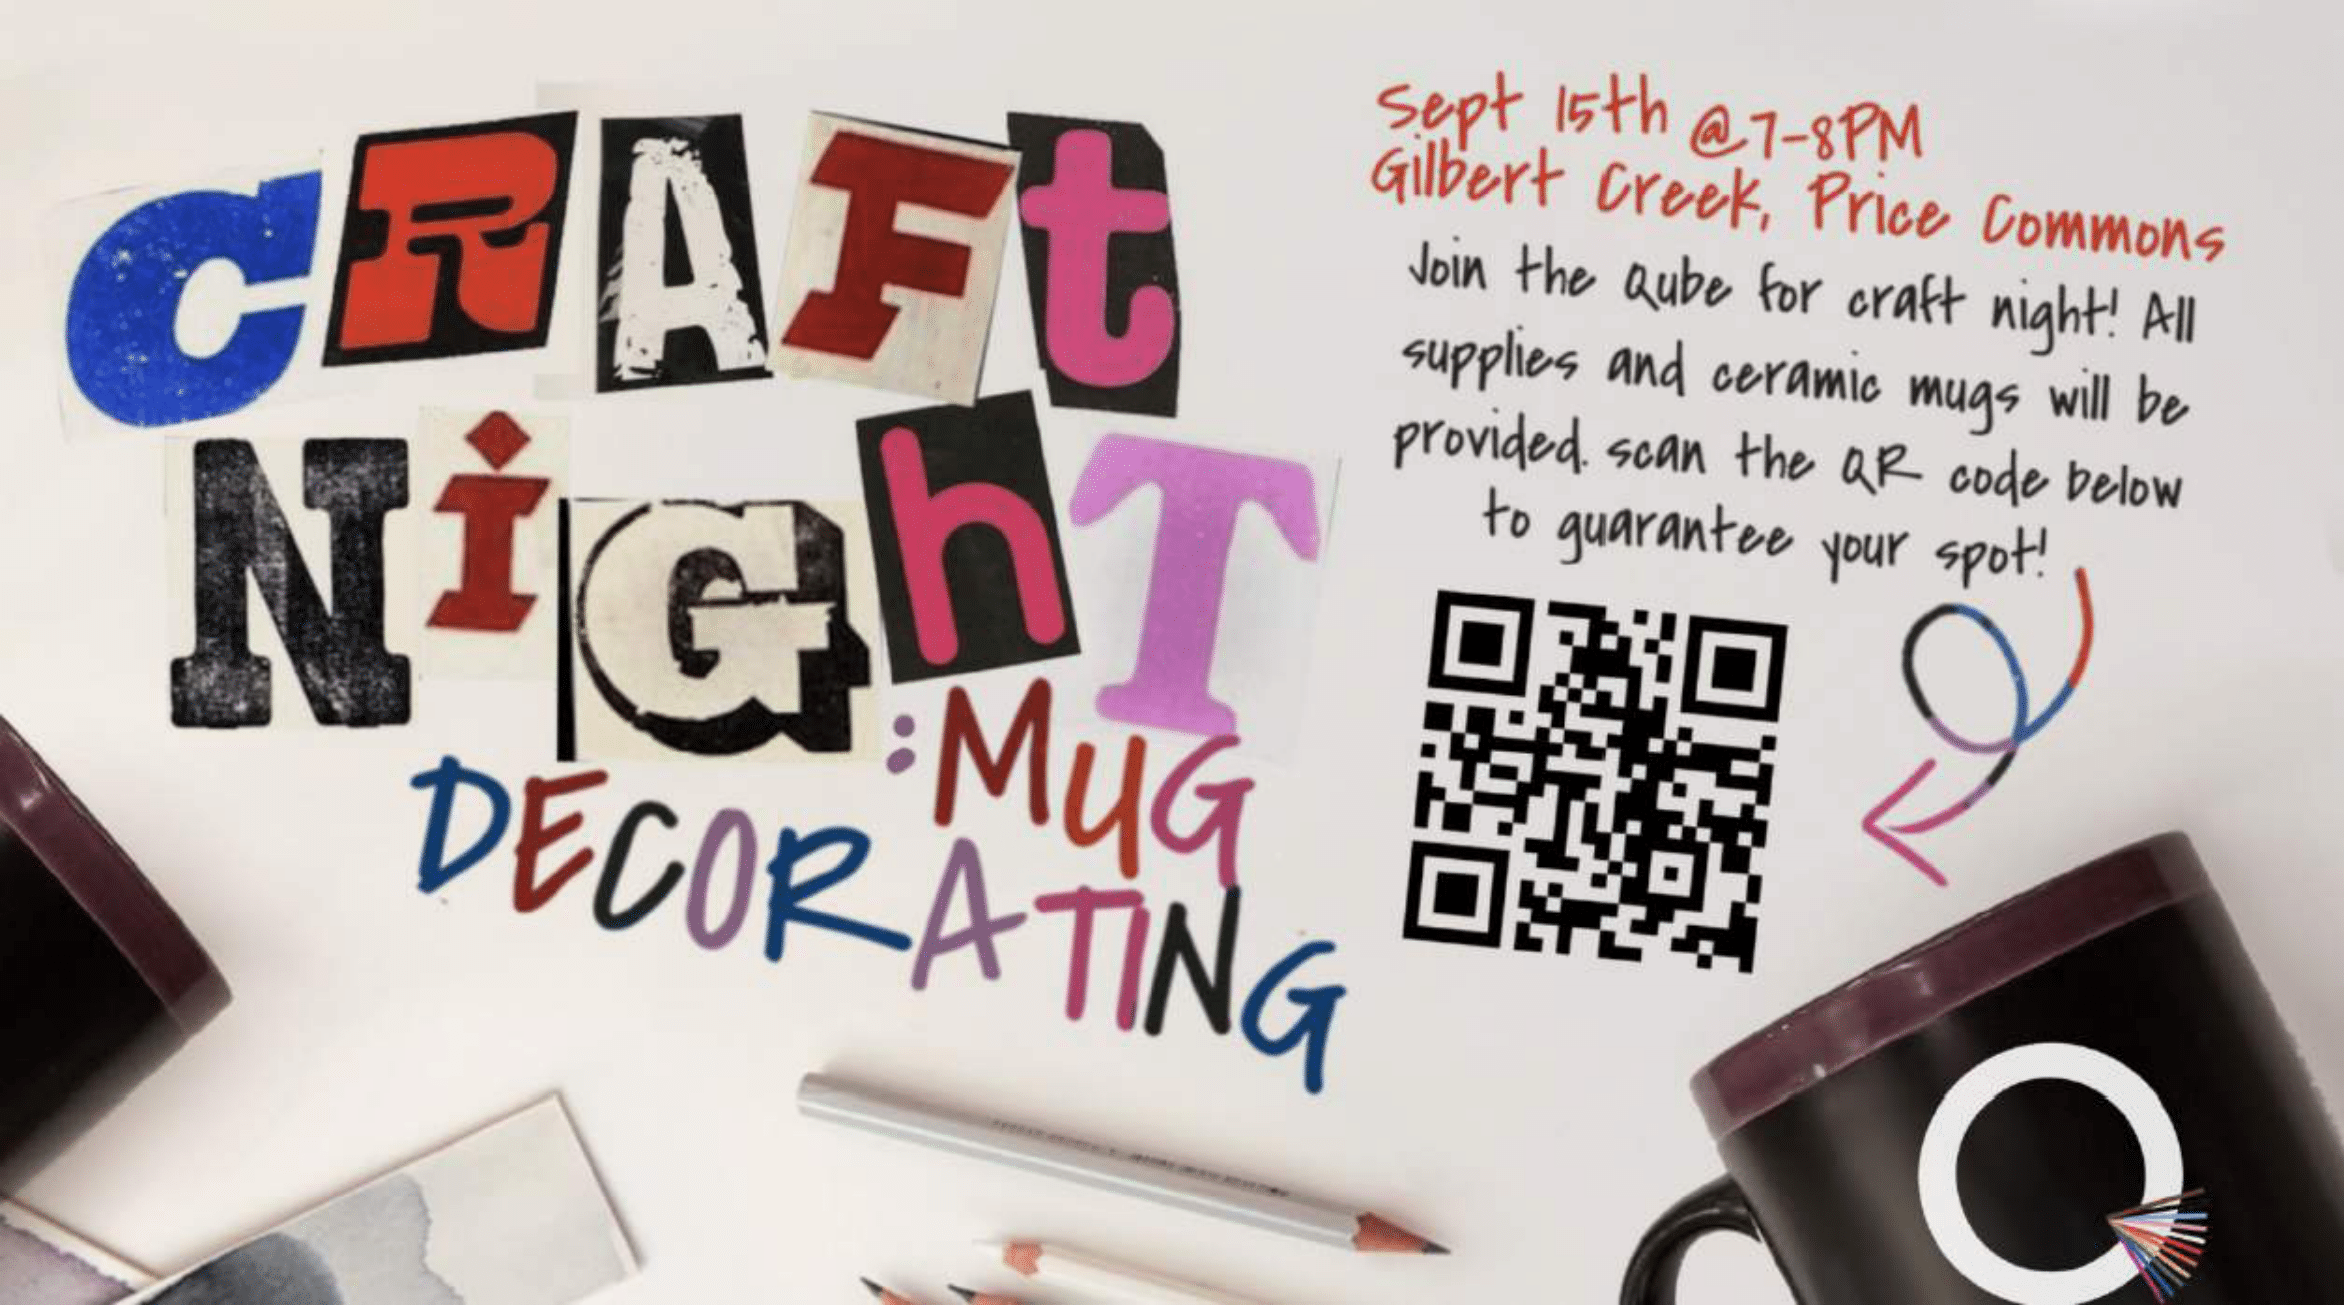 CRAFt
NiGhT
:MUG
DECORATING
Sept 15th @7-8PM
Gilbert Creek, Price Commons
Join the Qube for craft night! All
supplies and ceramic mugs will be
provided. scan the QR code below
to guarantee your spot!